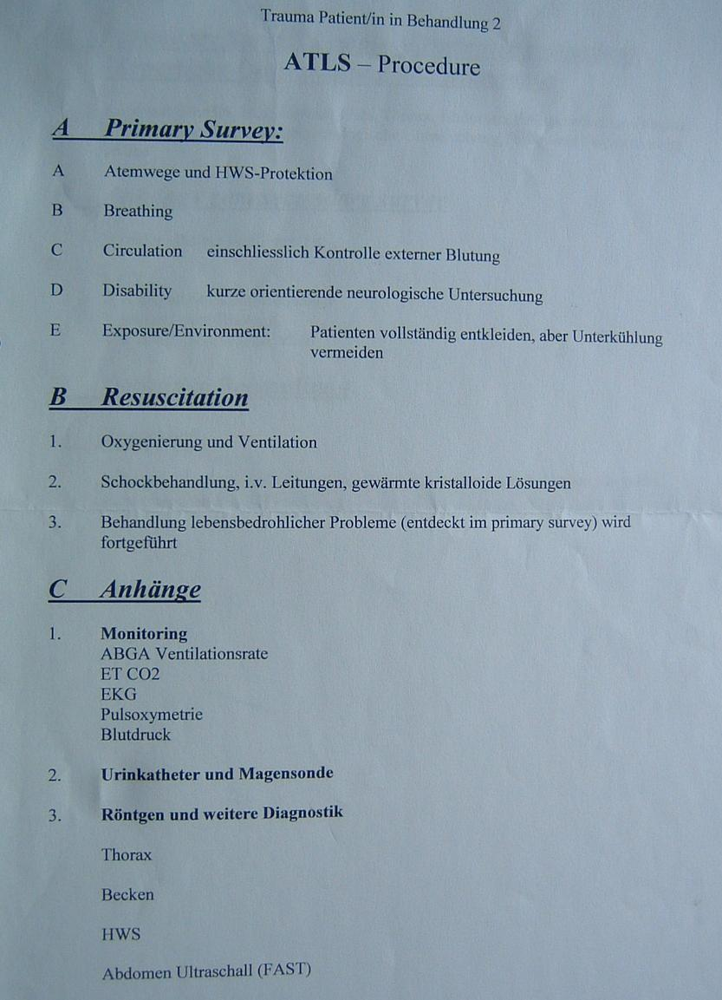 Trauma Patient/in in Behandlung 2
ATLS – Procedure
A Primary Survey:
A Atemwege und HWS-Protektion
B Breathing
C Circulation einschliesslich Kontrolle externer Blutung
D Disability kurze orientierende neurologische Untersuchung
E Exposure/Environment: Patienten vollständig entkleiden, aber Unterkühlung
vermeiden
B Resuscitation
1. Oxygenierung und Ventilation
2. Schockbehandlung, i.v. Leitungen, gewärmte kristalloide Lösungen
3. Behandlung lebensbedrohlicher Probleme (entdeckt im primary survey) wird
fortgeführt
C Anhänge
1. Monitoring
ABGA Ventilationsrate
ET CO2
EKG
Pulsoxymetrie
Blutdruck
2. Urinkatheter und Magensonde
3. Röntgen und weitere Diagnostik
Thorax
Becken
HWS
Abdomen Ultraschall (FAST)